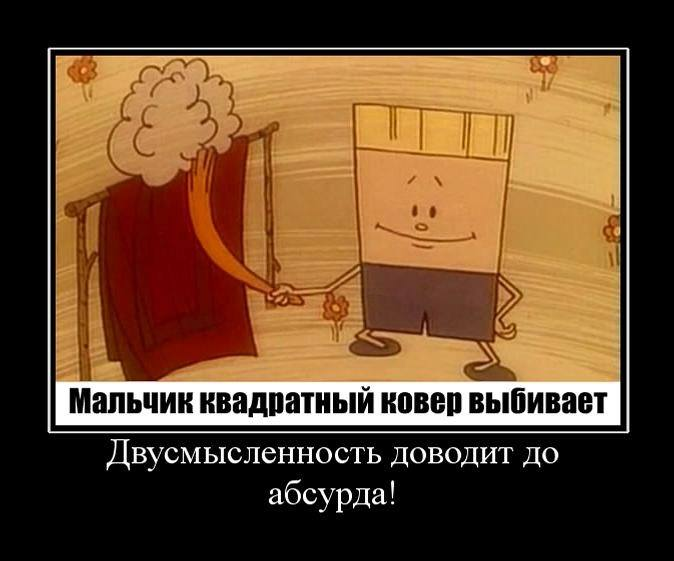 Мальчик квадратный ковер выбивает
Двусмысленность доводит до
абсурда!